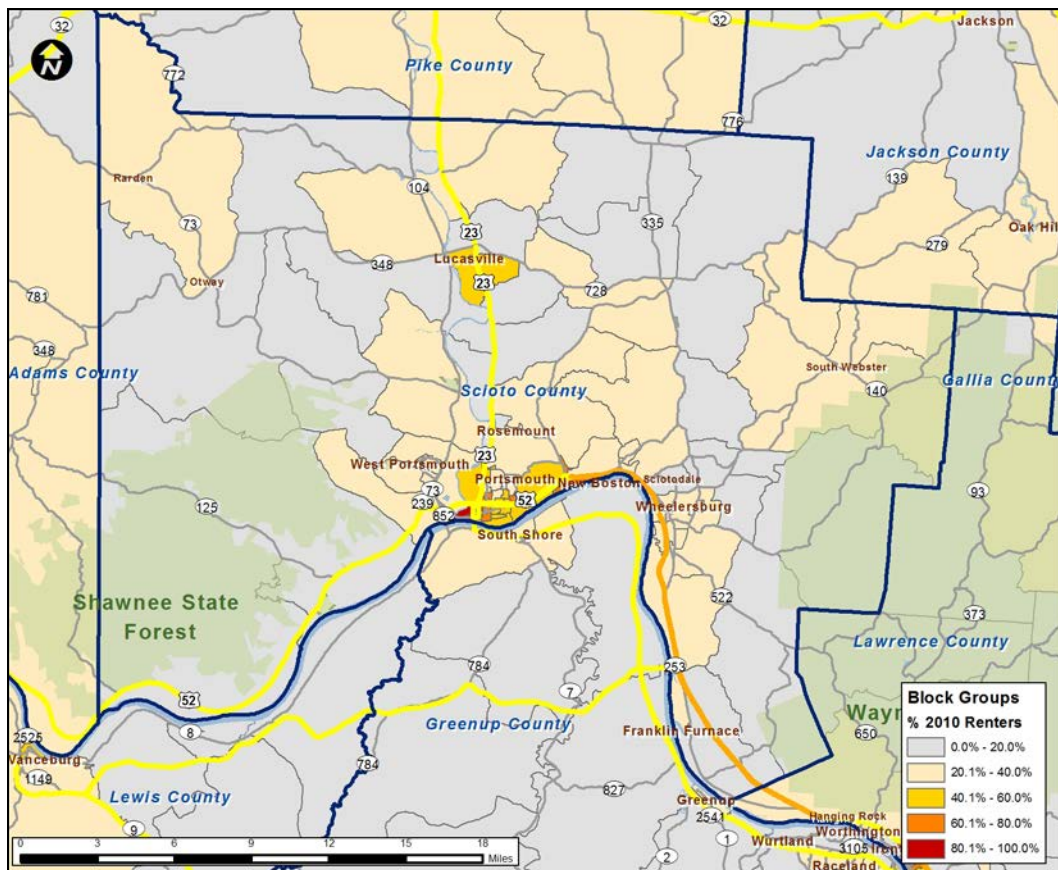 32
32
Jackson
N
Pike County
772
776
Jackson County
139
Rarden
104
73
23
335
Oak Hil
279
Lucasville
348
23
728
Otway
781
348
Adams County
South Webster
140
Gallia Count
Scioto County
Rosemount
23
West Portsmouth
Portsmouth
New Boston
Sciotodale
73
239
52
93
125
852
Wheelersburg
South Shore
Shawnee State
Forest
522
373
Lawrence County
784
253
7
52
Greenup County
8
2525
Vanceburg
1149
784
Franklin Furnace
Wayn
650
Lewis County
827
Greenup
2541
Hanging Rock
Worthington
9
1
Wurtland
3105
Iront
2
Raceland
Block Groups
% 2010 Renters
0.0% - 20.0%
20.1% - 40.0%
40.1% - 60.0%
60.1% - 80.0%
80.1% - 100.0%
0 3 6 9 12 15 18
Miles